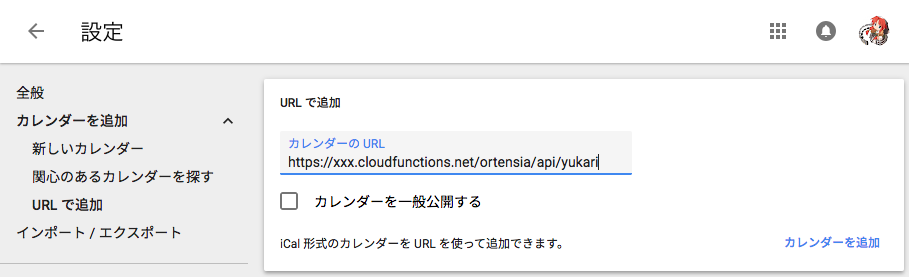 設定
全般
カレンダーを追加
新しいカレンダー
関心のあるカレンダーを探す
URL で追加
インポート / エクスポート
URL で追加
カレンダーの URL
https://xxx.cloudfunctions.net/ortensia/api/yukari
カレンダーを一般公開する
iCal 形式のカレンダーを URL を使って追加できます。
カレンダーを追加